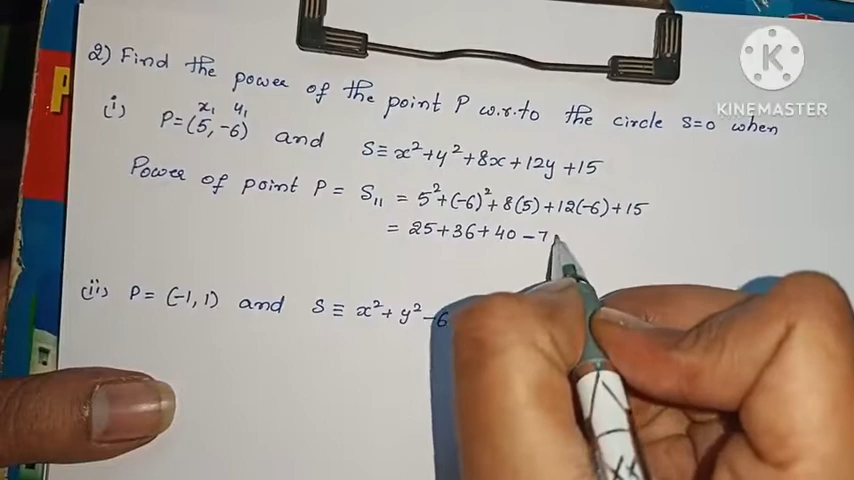 2) Find the power of the point P w.r.to the circle S=0 when
x₁ y₁
(i) P=(5,-6) and S≡x²+y²+8x+12y+15
Power of point P = S₁₁ = 5²+(-6)²+8(5)+12(-6)+15
= 25+36+40-7
(ii) P=(-1,1) and S≡x²+y²-6
KINEMASTER